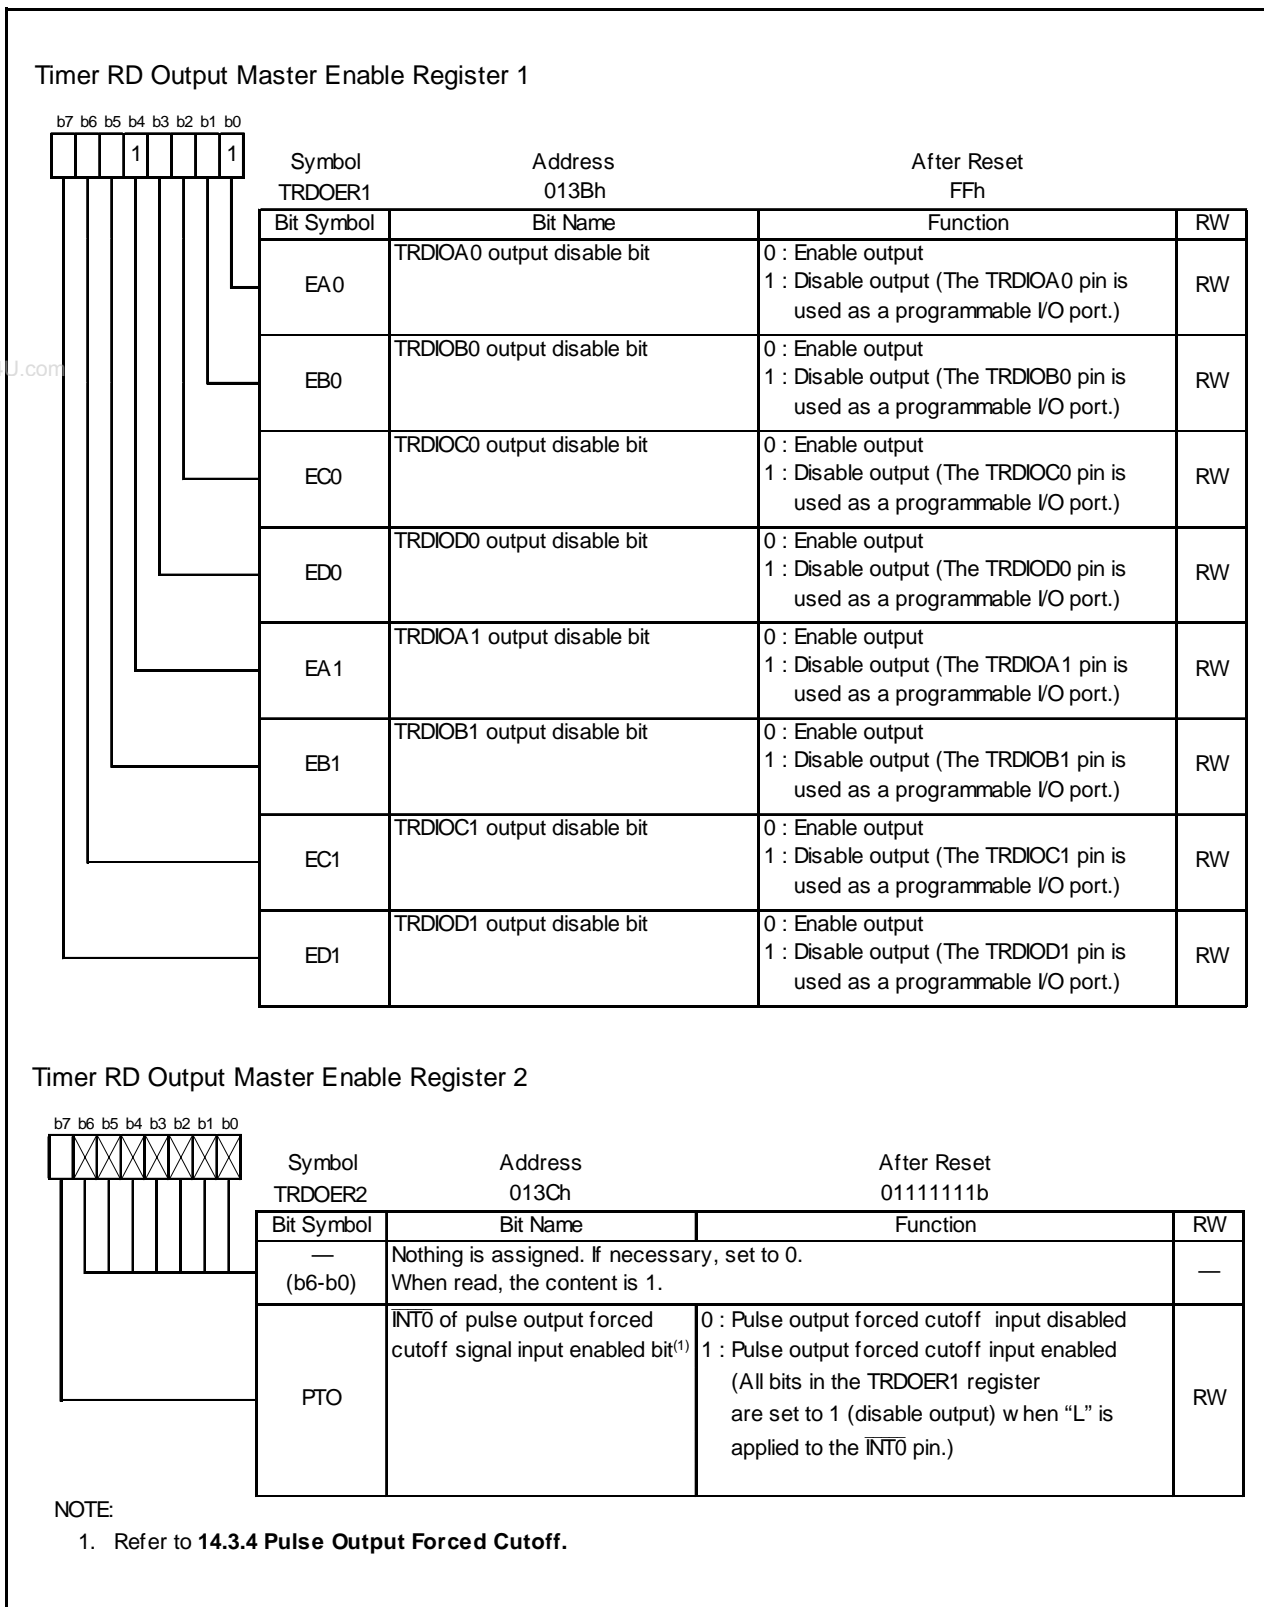 Timer RD Output Master Enable Register 1
b7 b6 b5 b4 b3 b2 b1 b0
1 1
Symbol Address After Reset
TRDOER1 013Bh FFh
Bit Symbol Bit Name Function RW
EA0 TRDIOA0 output disable bit 0 : Enable output
1 : Disable output (The TRDIOA0 pin is
used as a programmable I/O port.) RW
EB0 TRDIOB0 output disable bit 0 : Enable output
1 : Disable output (The TRDIOB0 pin is
used as a programmable I/O port.) RW
U.com
EC0 TRDIOC0 output disable bit 0 : Enable output
1 : Disable output (The TRDIOC0 pin is
used as a programmable I/O port.) RW
ED0 TRDIOD0 output disable bit 0 : Enable output
1 : Disable output (The TRDIOD0 pin is
used as a programmable I/O port.) RW
EA1 TRDIOA1 output disable bit 0 : Enable output
1 : Disable output (The TRDIOA1 pin is
used as a programmable I/O port.) RW
EB1 TRDIOB1 output disable bit 0 : Enable output
1 : Disable output (The TRDIOB1 pin is
used as a programmable I/O port.) RW
EC1 TRDIOC1 output disable bit 0 : Enable output
1 : Disable output (The TRDIOC1 pin is
used as a programmable I/O port.) RW
ED1 TRDIOD1 output disable bit 0 : Enable output
1 : Disable output (The TRDIOD1 pin is
used as a programmable I/O port.) RW
Timer RD Output Master Enable Register 2
b7 b6 b5 b4 b3 b2 b1 b0
Symbol Address After Reset
TRDOER2 013Ch 01111111b
Bit Symbol Bit Name Function RW
— Nothing is assigned. If necessary, set to 0.
(b6-b0) When read, the content is 1. —
INT0 of pulse output forced 0 : Pulse output forced cutoff input disabled
cutoff signal input enabled bit(1) 1 : Pulse output forced cutoff input enabled
(All bits in the TRDOER1 register
PTO are set to 1 (disable output) when “L” is RW
applied to the INT0 pin.)
NOTE:
1. Refer to 14.3.4 Pulse Output Forced Cutoff.